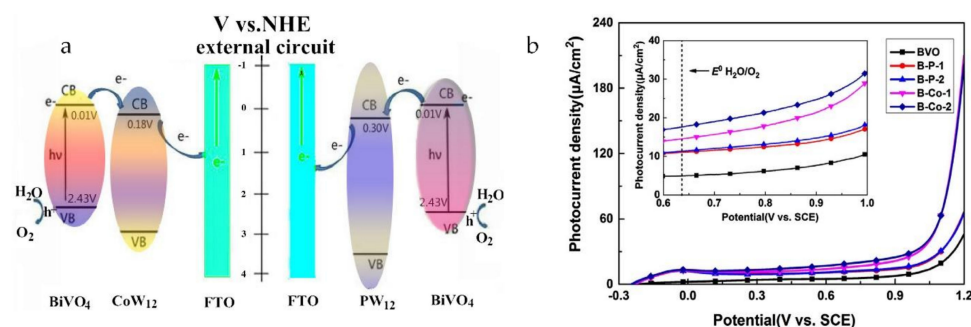 a
V vs.NHE
external circuit
-1
0
1
2
3
4
CB
e-
0.01V
hν
2.43V
VB
h⁺
H₂O
O₂
BiVO₄
e-
CB
0.18V
VB
CoW₁₂
e-
e-
FTO
e-
FTO
e-
CB
0.30V
VB
PW₁₂
e-
CB
0.01V
e-
hν
2.43V
h⁺
VB
H₂O
O₂
BiVO₄
b
Photocurrent density(μA/cm²)
240
180
120
60
0
-0.3
0.0
0.3
0.6
0.9
1.2
Potential(V vs. SCE)
Photocurrent density(μA/cm²)
40
30
20
10
0
0.6
0.7
0.8
0.9
1.0
Potential(V vs. SCE)
E⁰ H₂O/O₂
BVO
B-P-1
B-P-2
B-Co-1
B-Co-2